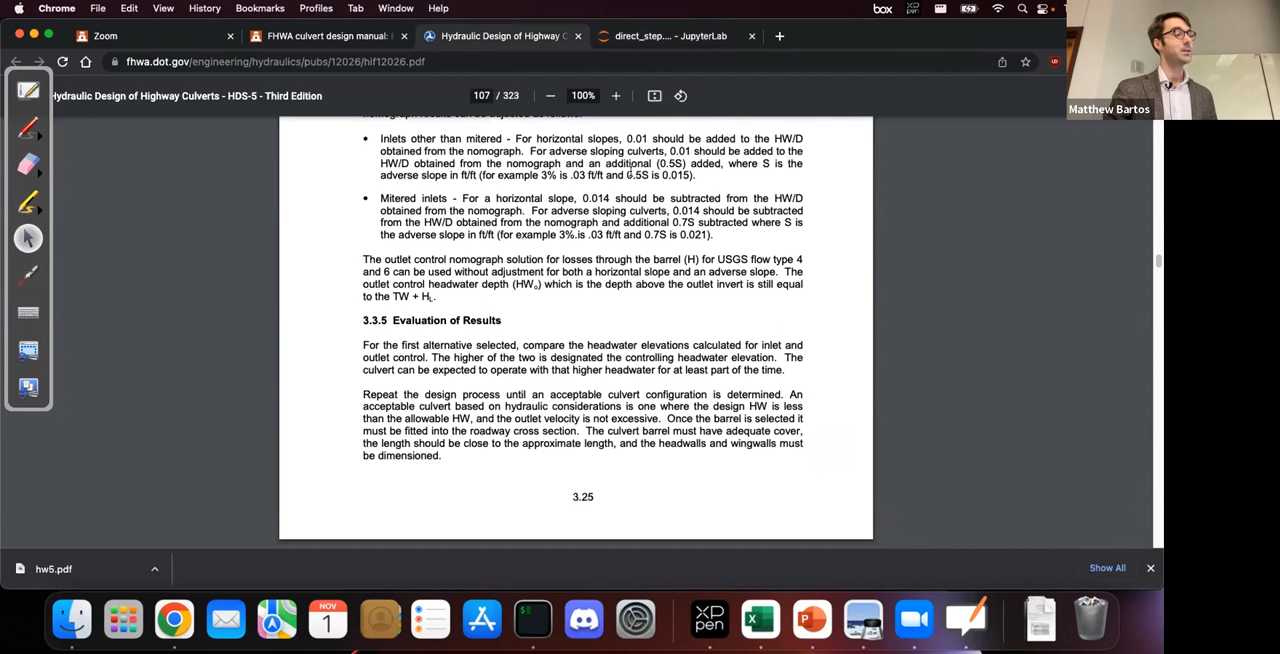 Chrome File Edit View History Bookmarks Profiles Tab Window Help
box
Zoom
FHWA culvert design manual:
Hydraulic Design of Highway C
direct_step.... - JupyterLab
fhwa.dot.gov/engineering/hydraulics/pubs/12026/hif12026.pdf
Hydraulic Design of Highway Culverts - HDS-5 - Third Edition
107 / 323
100%
Matthew Bartos
• Inlets other than mitered - For horizontal slopes, 0.01 should be added to the HW/D
obtained from the nomograph. For adverse sloping culverts, 0.01 should be added to the
HW/D obtained from the nomograph and an additional (0.5S) added, where S is the
adverse slope in ft/ft (for example 3% is .03 ft/ft and 0.5S is 0.015).
• Mitered inlets - For a horizontal slope, 0.014 should be subtracted from the HW/D
obtained from the nomograph. For adverse sloping culverts, 0.014 should be subtracted
from the HW/D obtained from the nomograph and additional 0.7S subtracted where S is
the adverse slope in ft/ft (for example 3%.is .03 ft/ft and 0.7S is 0.021).
The outlet control nomograph solution for losses through the barrel (H) for USGS flow type 4
and 6 can be used without adjustment for both a horizontal slope and an adverse slope. The
outlet control headwater depth (HWo) which is the depth above the outlet invert is still equal
to the TW + HL.
3.3.5 Evaluation of Results
For the first alternative selected, compare the headwater elevations calculated for inlet and
outlet control. The higher of the two is designated the controlling headwater elevation. The
culvert can be expected to operate with that higher headwater for at least part of the time.
Repeat the design process until an acceptable culvert configuration is determined. An
acceptable culvert based on hydraulic considerations is one where the design HW is less
than the allowable HW, and the outlet velocity is not excessive. Once the barrel is selected it
must be fitted into the roadway cross section. The culvert barrel must have adequate cover,
the length should be close to the approximate length, and the headwalls and wingwalls must
be dimensioned.
3.25
hw5.pdf
Show All
NOV
1
XP
pen